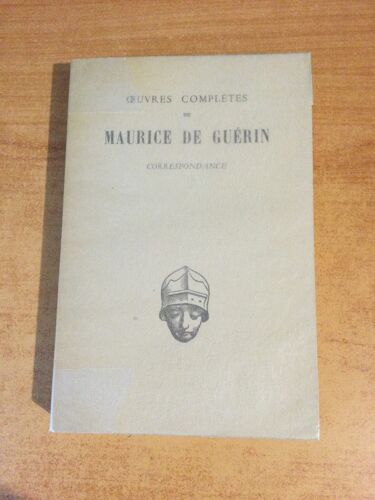 ŒUVRES COMPLÈTES
DE
MAURICE DE GUÉRIN
CORRESPONDANCE